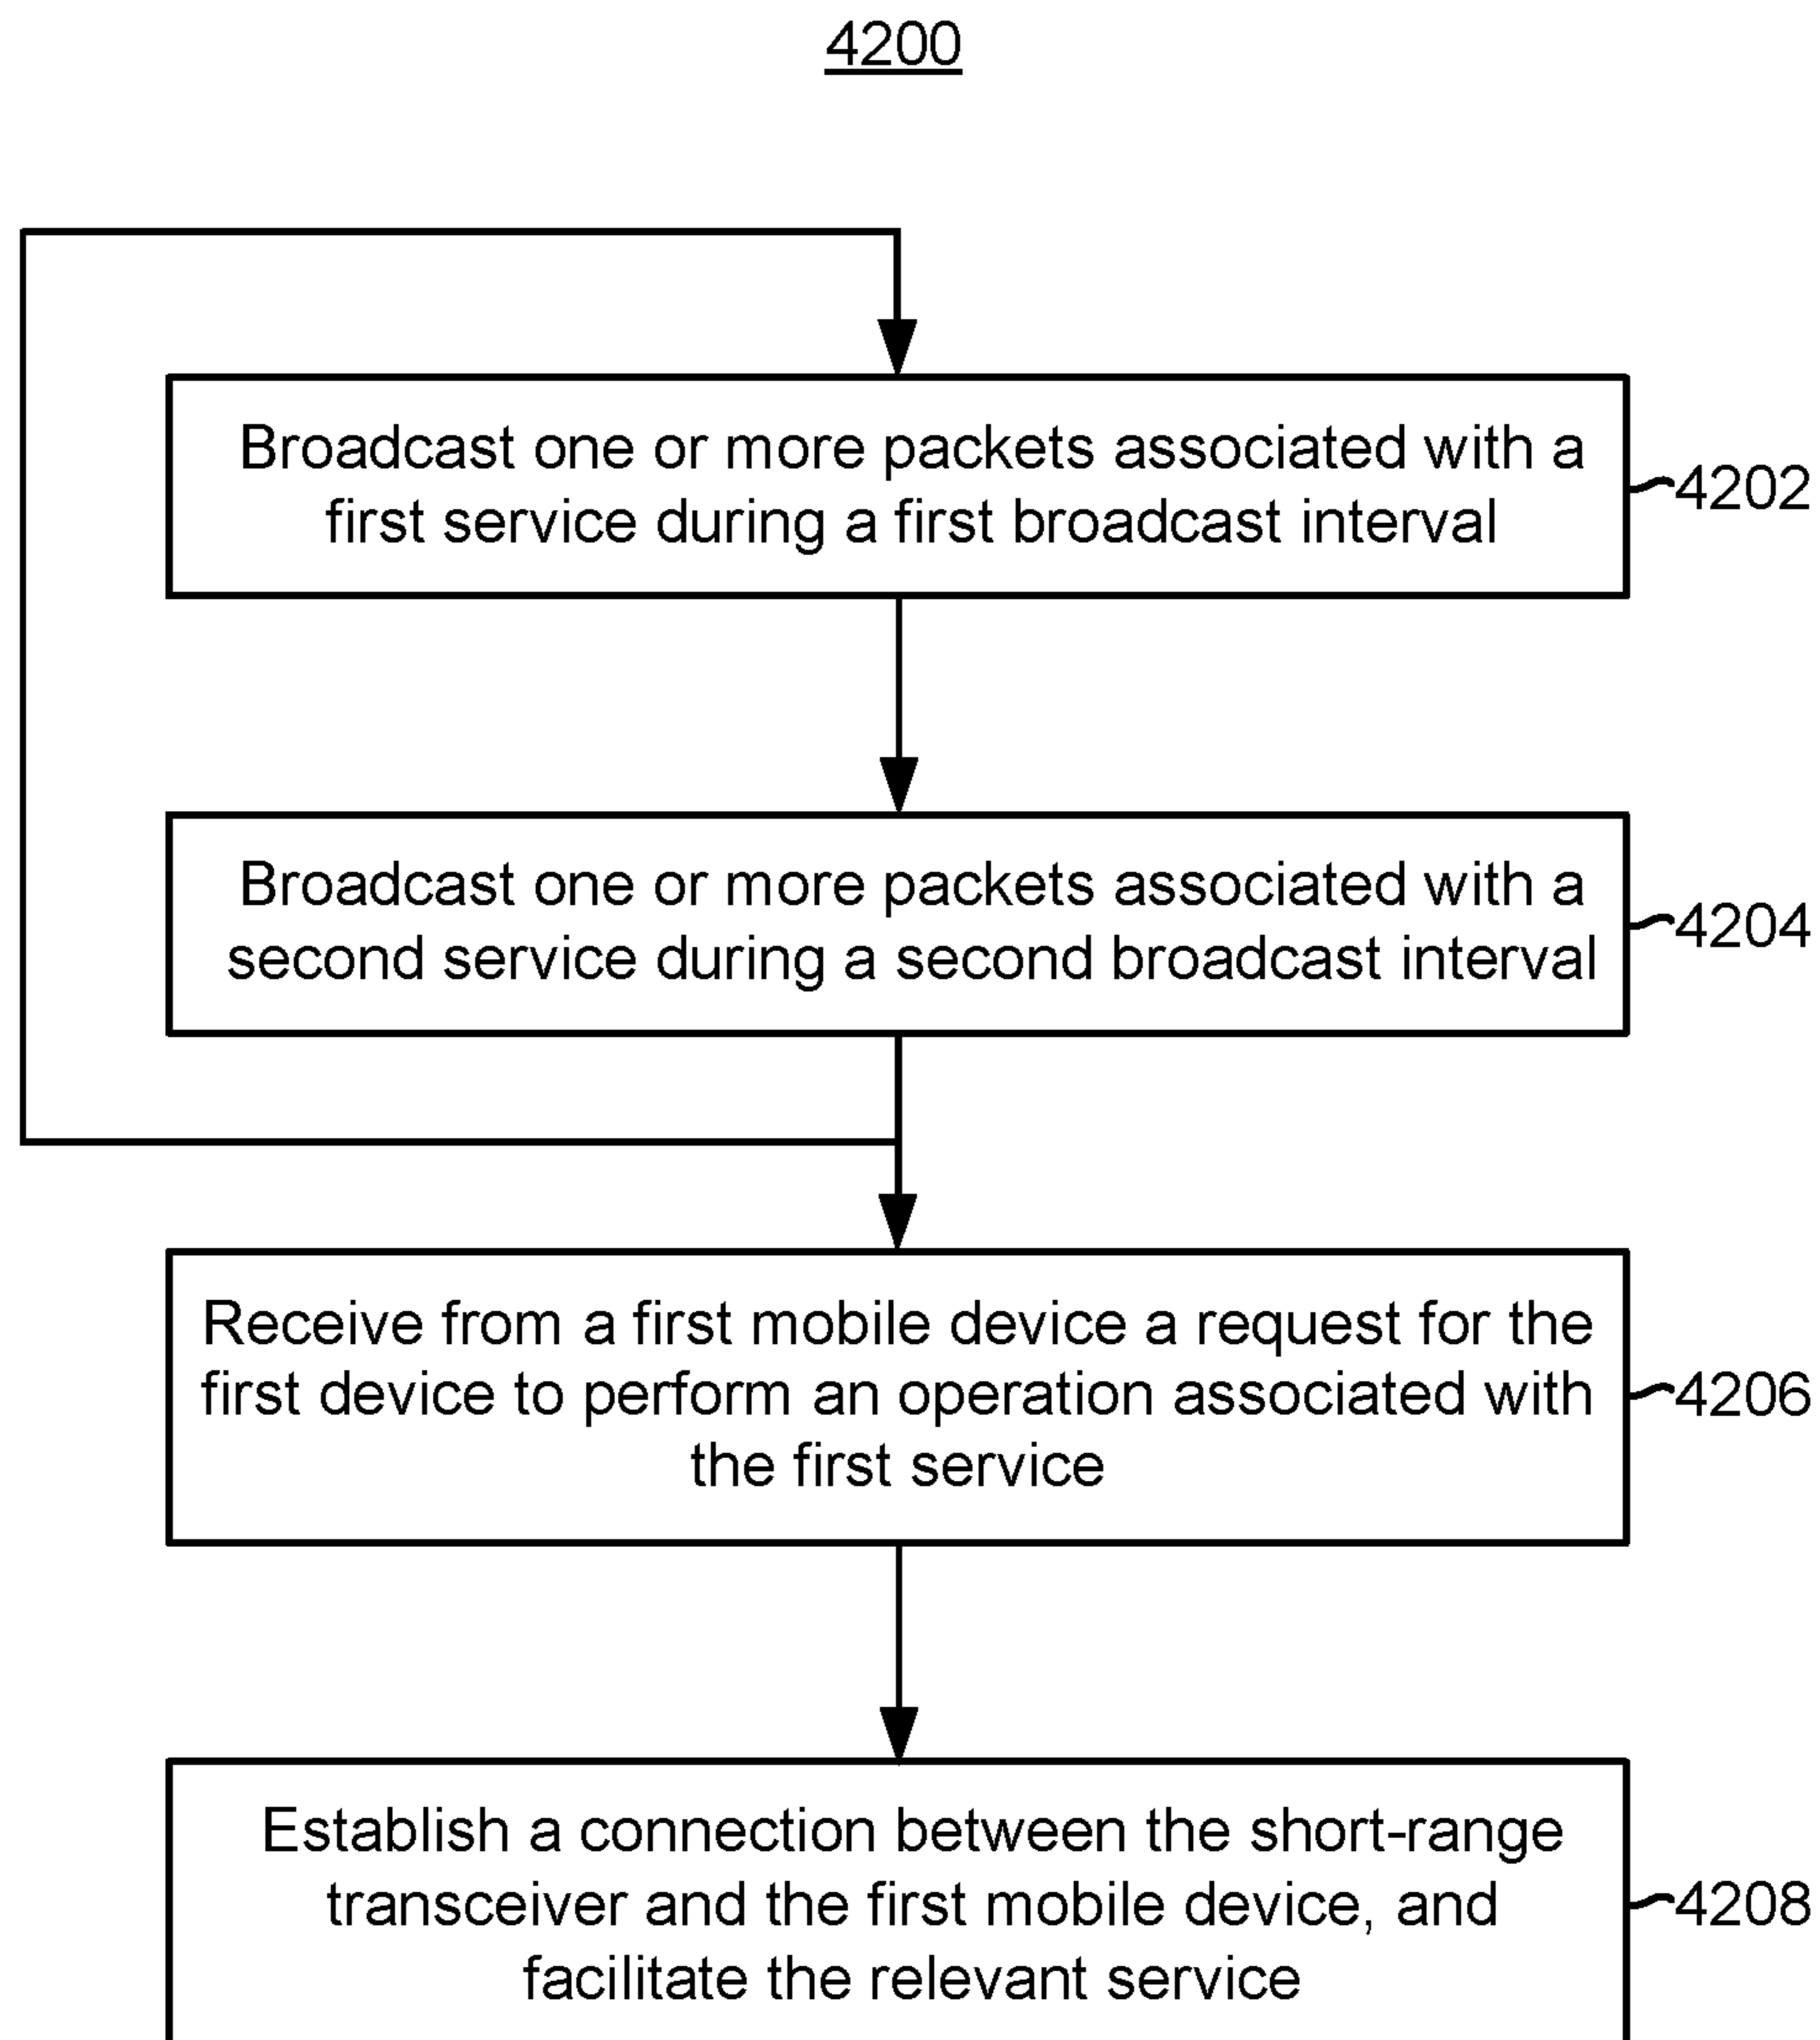 4200
Broadcast one or more packets associated with a
first service during a first broadcast interval
4202
Broadcast one or more packets associated with a
second service during a second broadcast interval
4204
Receive from a first mobile device a request for the
first device to perform an operation associated with
the first service
4206
Establish a connection between the short-range
transceiver and the first mobile device, and
facilitate the relevant service
4208